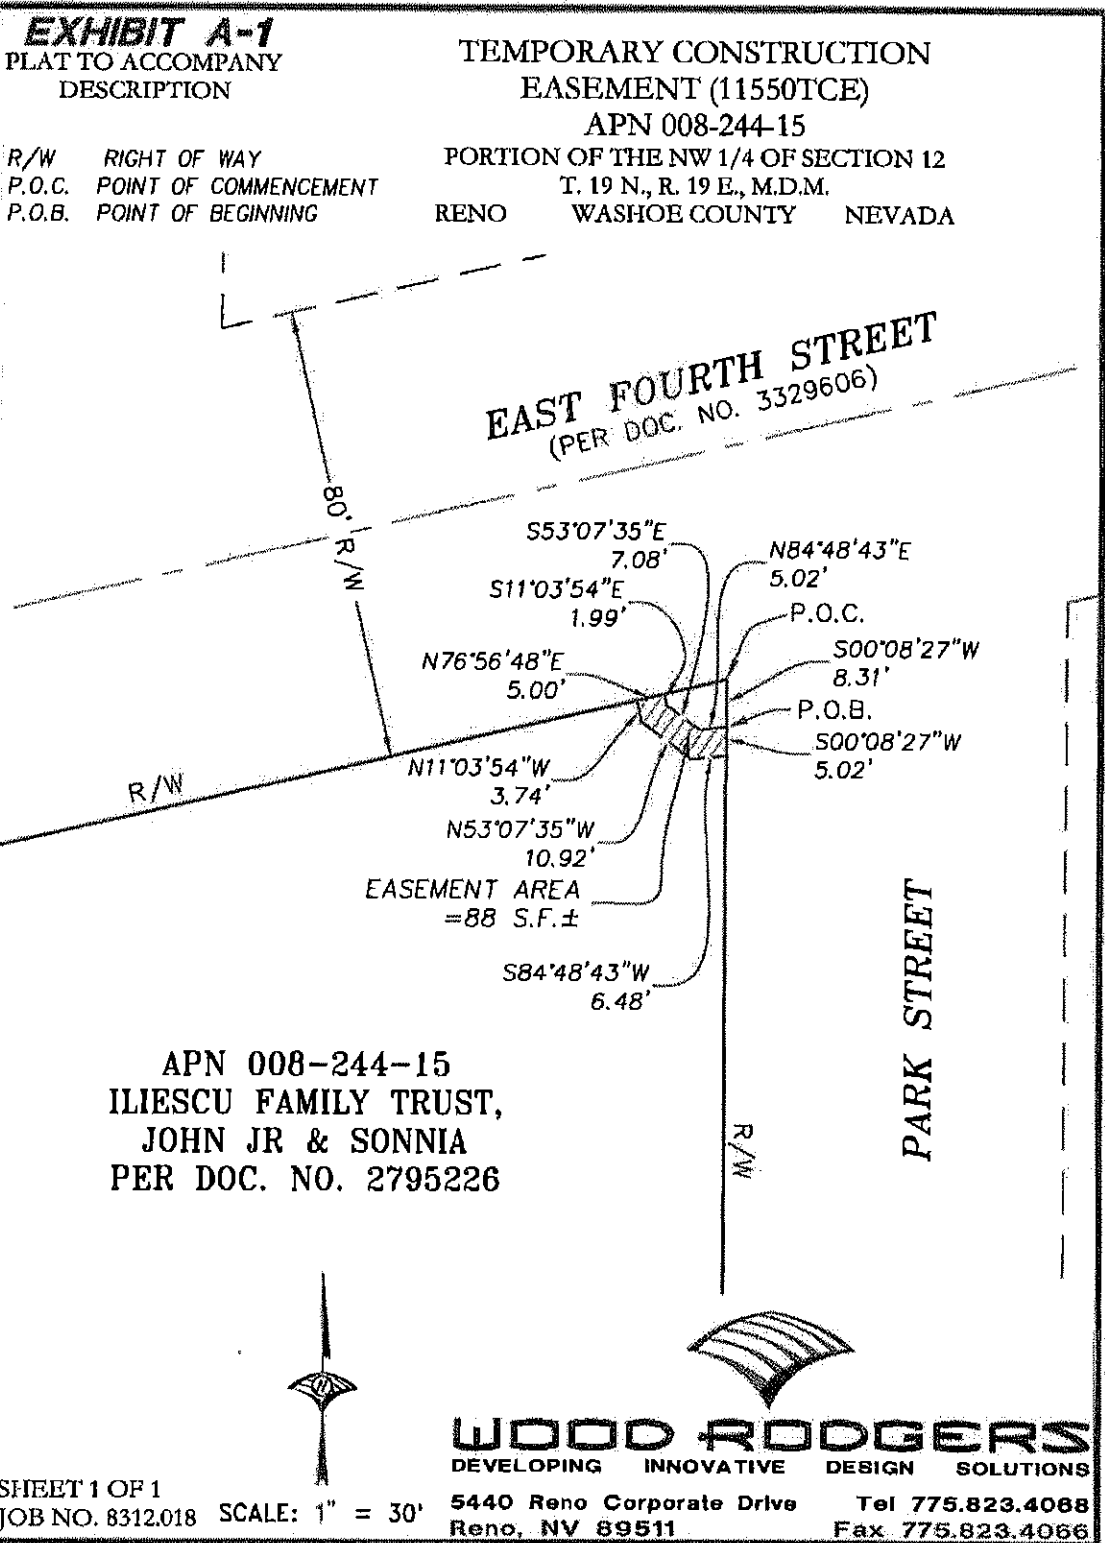 EXHIBIT A-1
PLAT TO ACCOMPANY
DESCRIPTION
TEMPORARY CONSTRUCTION
EASEMENT (11550TCE)
APN 008-244-15
PORTION OF THE NW 1/4 OF SECTION 12
T. 19 N., R. 19 E., M.D.M.
RENO WASHOE COUNTY NEVADA
R/W RIGHT OF WAY
P.O.C. POINT OF COMMENCEMENT
P.O.B. POINT OF BEGINNING
EAST FOURTH STREET
(PER DOC. NO. 3329606)
80' R/W
S53°07'35"E
7.08'
N84°48'43"E
5.02'
S11°03'54"E
1.99'
P.O.C.
N76°56'48"E
5.00'
S00°08'27"W
8.31'
P.O.B.
S00°08'27"W
5.02'
N11°03'54"W
3.74'
R/W
N53°07'35"W
10.92'
EASEMENT AREA
=88 S.F.±
S84°48'43"W
6.48'
PARK STREET
R/W
APN 008-244-15
ILIESCU FAMILY TRUST,
JOHN JR & SONNIA
PER DOC. NO. 2795226
WOOD RODGERS
DEVELOPING INNOVATIVE DESIGN SOLUTIONS
5440 Reno Corporate Drive Tel 775.823.4068
Reno, NV 89511 Fax 775.823.4066
SHEET 1 OF 1
JOB NO. 8312.018 SCALE: 1" = 30'